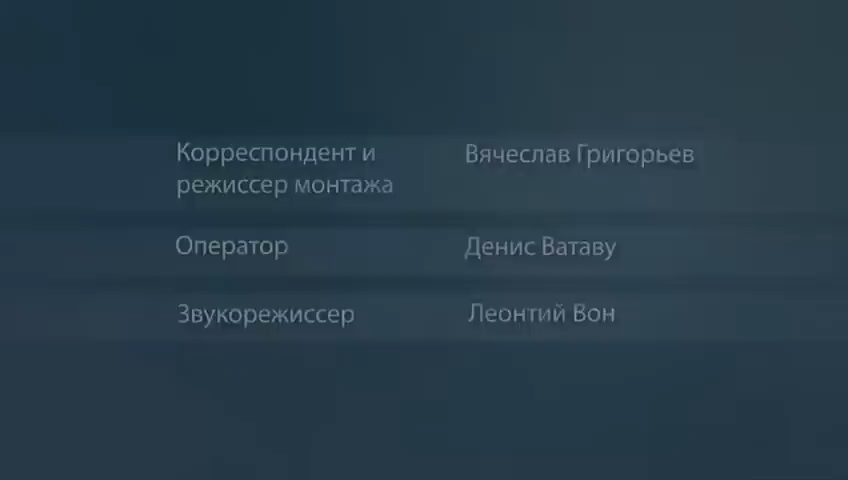 Корреспондент и Вячеслав Григорьев
режиссер монтажа
Оператор Денис Ватаву
Звукорежиссер Леонтий Вон